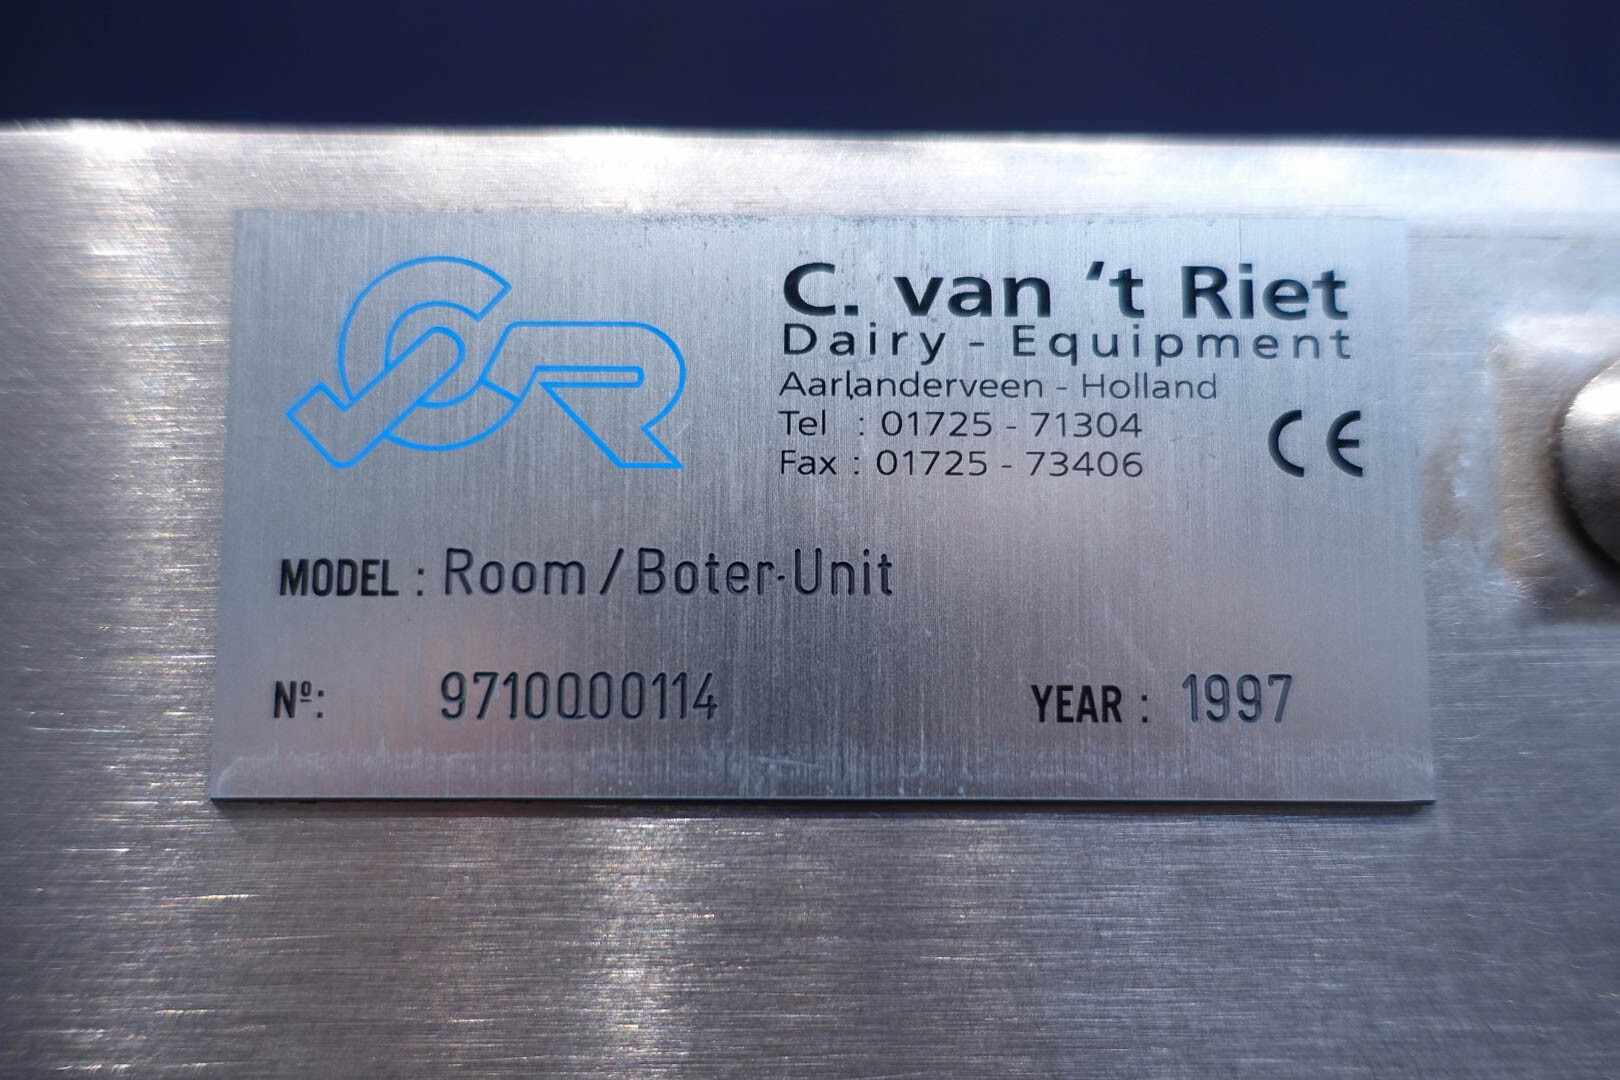 C. van 't Riet
Dairy - Equipment
Aarlanderveen - Holland
Tel : 01725 - 71304
Fax : 01725 - 73406
CE
MODEL : Room / Boter-Unit
Nº: 9710Q00114 YEAR : 1997